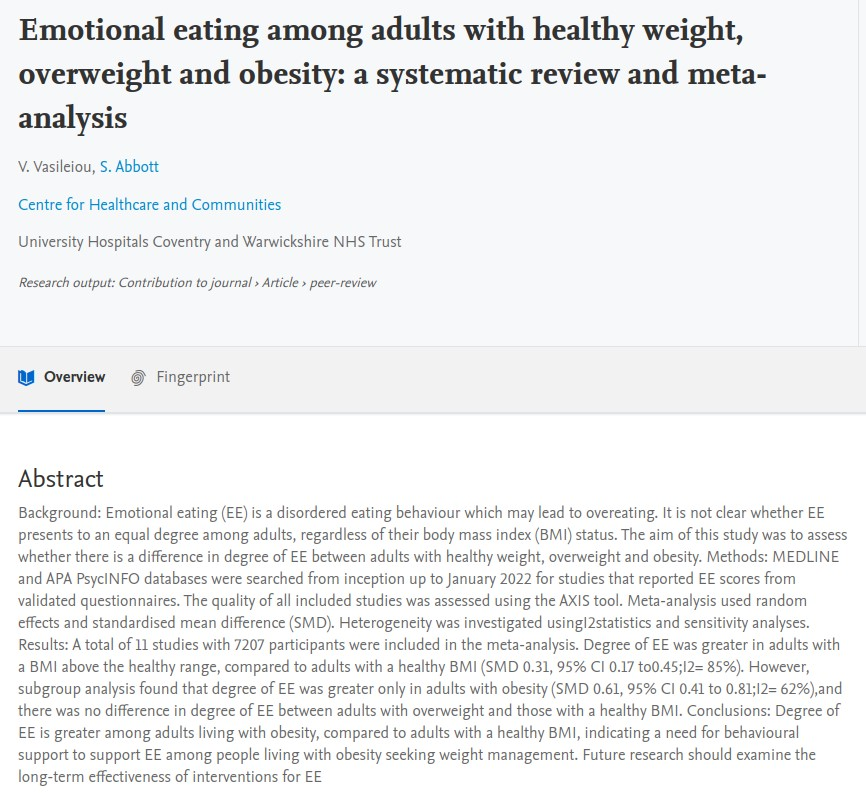 Emotional eating among adults with healthy weight,
overweight and obesity: a systematic review and meta-
analysis
V. Vasileiou, S. Abbott
Centre for Healthcare and Communities
University Hospitals Coventry and Warwickshire NHS Trust
Research output: Contribution to journal › Article › peer-review
Overview Fingerprint
Abstract
Background: Emotional eating (EE) is a disordered eating behaviour which may lead to overeating. It is not clear whether EE
presents to an equal degree among adults, regardless of their body mass index (BMI) status. The aim of this study was to assess
whether there is a difference in degree of EE between adults with healthy weight, overweight and obesity. Methods: MEDLINE
and APA PsycINFO databases were searched from inception up to January 2022 for studies that reported EE scores from
validated questionnaires. The quality of all included studies was assessed using the AXIS tool. Meta-analysis used random
effects and standardised mean difference (SMD). Heterogeneity was investigated usingI2statistics and sensitivity analyses.
Results: A total of 11 studies with 7207 participants were included in the meta-analysis. Degree of EE was greater in adults with
a BMI above the healthy range, compared to adults with a healthy BMI (SMD 0.31, 95% CI 0.17 to0.45;I2= 85%). However,
subgroup analysis found that degree of EE was greater only in adults with obesity (SMD 0.61, 95% CI 0.41 to 0.81;I2= 62%),and
there was no difference in degree of EE between adults with overweight and those with a healthy BMI. Conclusions: Degree of
EE is greater among adults living with obesity, compared to adults with a healthy BMI, indicating a need for behavioural
support to support EE among people living with obesity seeking weight management. Future research should examine the
long-term effectiveness of interventions for EE